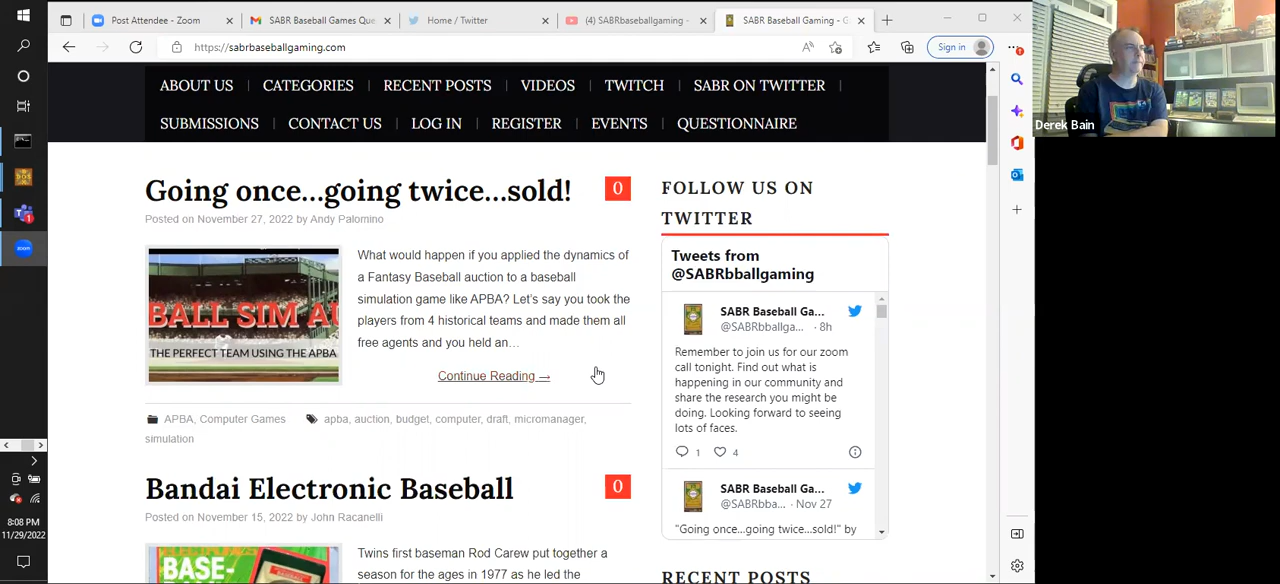 Post Attendee - Zoom
SABR Baseball Games Que
Home / Twitter
(4) SABRbaseballgaming -
SABR Baseball Gaming - G
https://sabrbaseballgaming.com
Sign in
ABOUT US
CATEGORIES
RECENT POSTS
VIDEOS
TWITCH
SABR ON TWITTER
SUBMISSIONS
CONTACT US
LOG IN
REGISTER
EVENTS
QUESTIONNAIRE
Going once...going twice...sold!
0
Posted on November 27, 2022 by Andy Palomino
BALL SIM AU
THE PERFECT TEAM USING THE APBA
What would happen if you applied the dynamics of
a Fantasy Baseball auction to a baseball
simulation game like APBA? Let's say you took the
players from 4 historical teams and made them all
free agents and you held an...
Continue Reading →
APBA, Computer Games
apba, auction, budget, computer, draft, micromanager,
simulation
Bandai Electronic Baseball
0
Posted on November 15, 2022 by John Racanelli
BASE-
Twins first baseman Rod Carew put together a
season for the ages in 1977 as he led the
FOLLOW US ON
TWITTER
Tweets from
@SABRbballgaming
SABR Baseball Ga...
@SABRbballga... · 8h
Remember to join us for our zoom
call tonight. Find out what is
happening in our community and
share the research you might be
doing. Looking forward to seeing
lots of faces.
1
4
SABR Baseball Ga...
@SABRbba... · Nov 27
"Going once...going twice...sold!" by
RECENT POSTS
Derek Bain
8:08 PM
11/29/2022